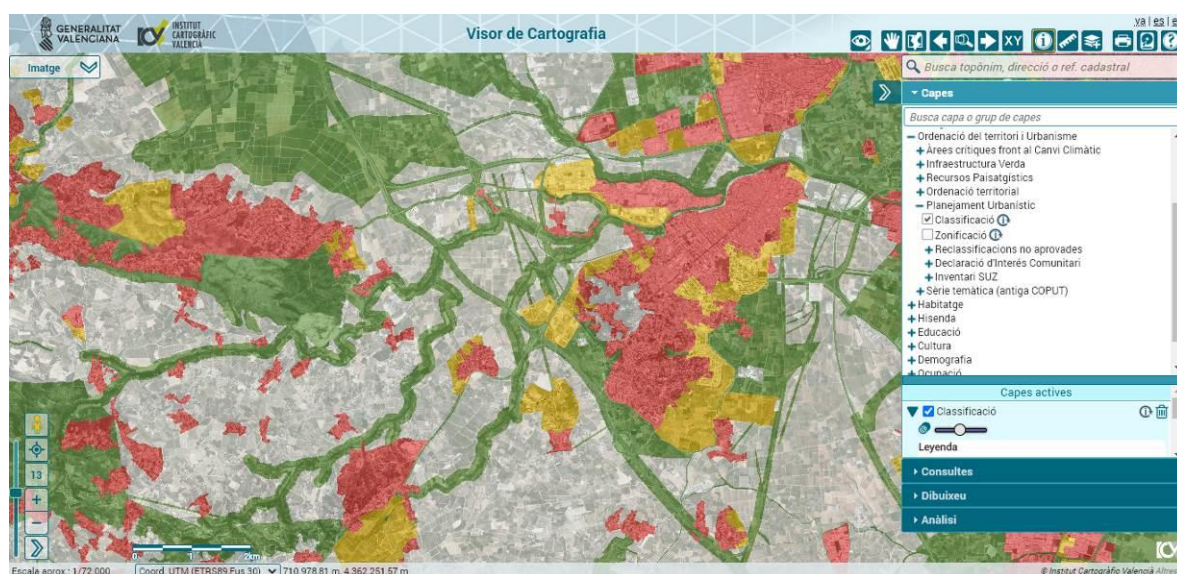 GENERALITAT
VALENCIANA
INSTITUT
CARTOGRÀFIC
VALENCIÀ
Visor de Cartografia
va | es |
XY
Imatge
Busca topònim, direcció o ref. cadastral
Capes
Busca capa o grup de capes
Ordenació del territori i Urbanisme
Àrees crítiques front al Canvi Climàtic
Infraestructura Verda
Recursos Paisatgístics
Ordenació territorial
Planejament Urbanístic
Classificació
Zonificació
Reclassificacions no aprovades
Declaració d'Interés Comunitari
Inventari SUZ
Sèrie temàtica (antiga COPUT)
Habitatge
Hisenda
Educació
Cultura
Demografia
Ocupació
Capes actives
Classificació
Leyenda
Consultes
Dibuixeu
Anàlisi
13
Escala aprox.: 1/72.000
Coord. UTM (ETRS89 Fus 30)
710.978,81 m, 4.362.251,57 m
© Institut Cartogràfic Valencià